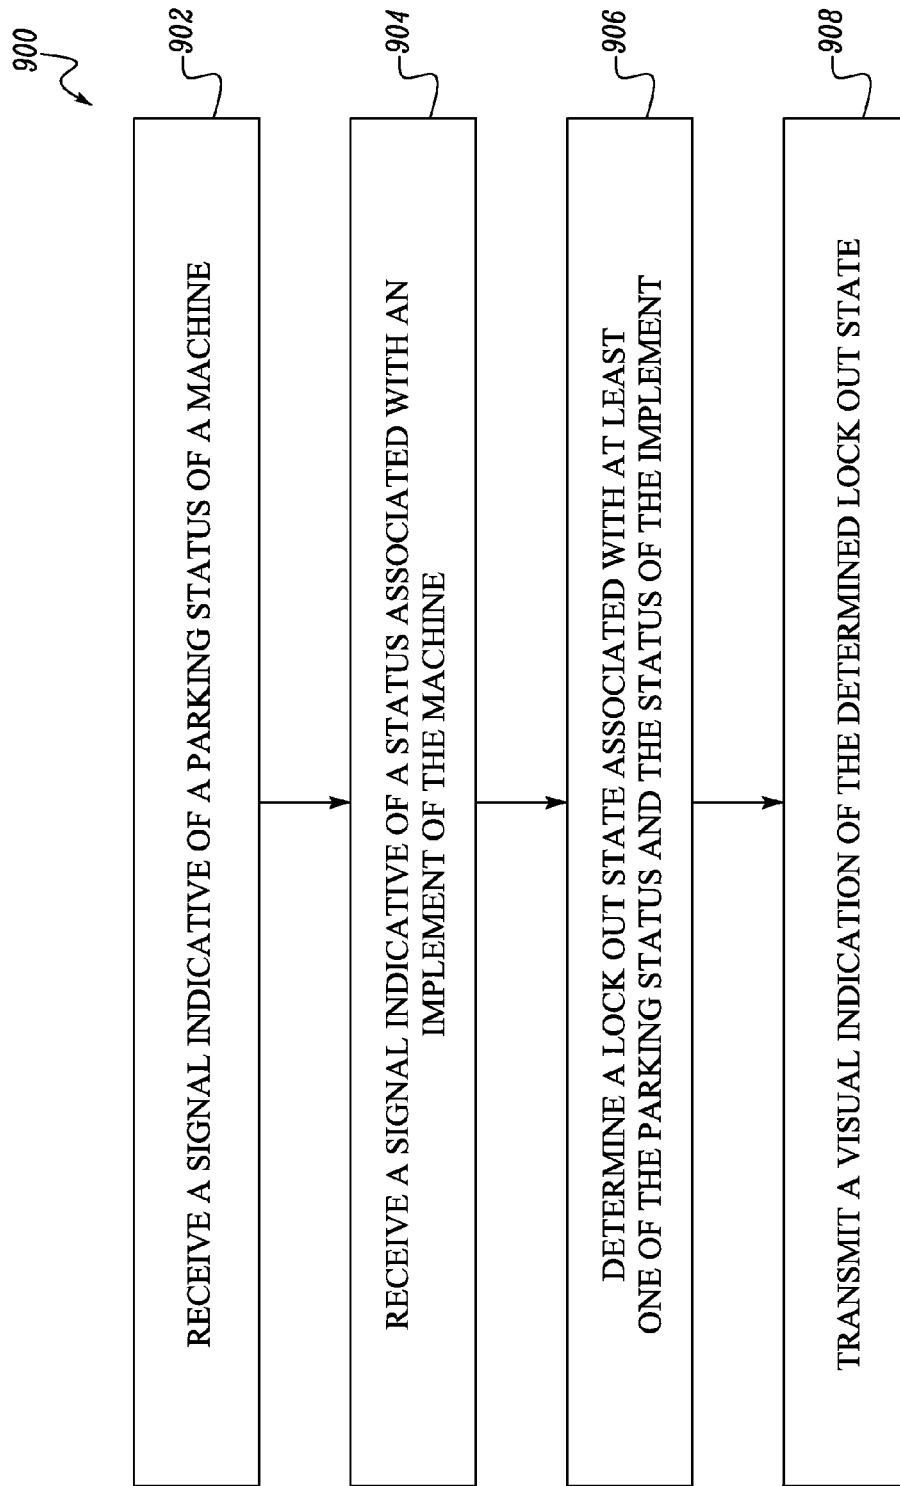 900
902
RECEIVE A SIGNAL INDICATIVE OF A PARKING STATUS OF A MACHINE
904
RECEIVE A SIGNAL INDICATIVE OF A STATUS ASSOCIATED WITH AN
IMPLEMENT OF THE MACHINE
906
DETERMINE A LOCK OUT STATE ASSOCIATED WITH AT LEAST
ONE OF THE PARKING STATUS AND THE STATUS OF THE IMPLEMENT
908
TRANSMIT A VISUAL INDICATION OF THE DETERMINED LOCK OUT STATE